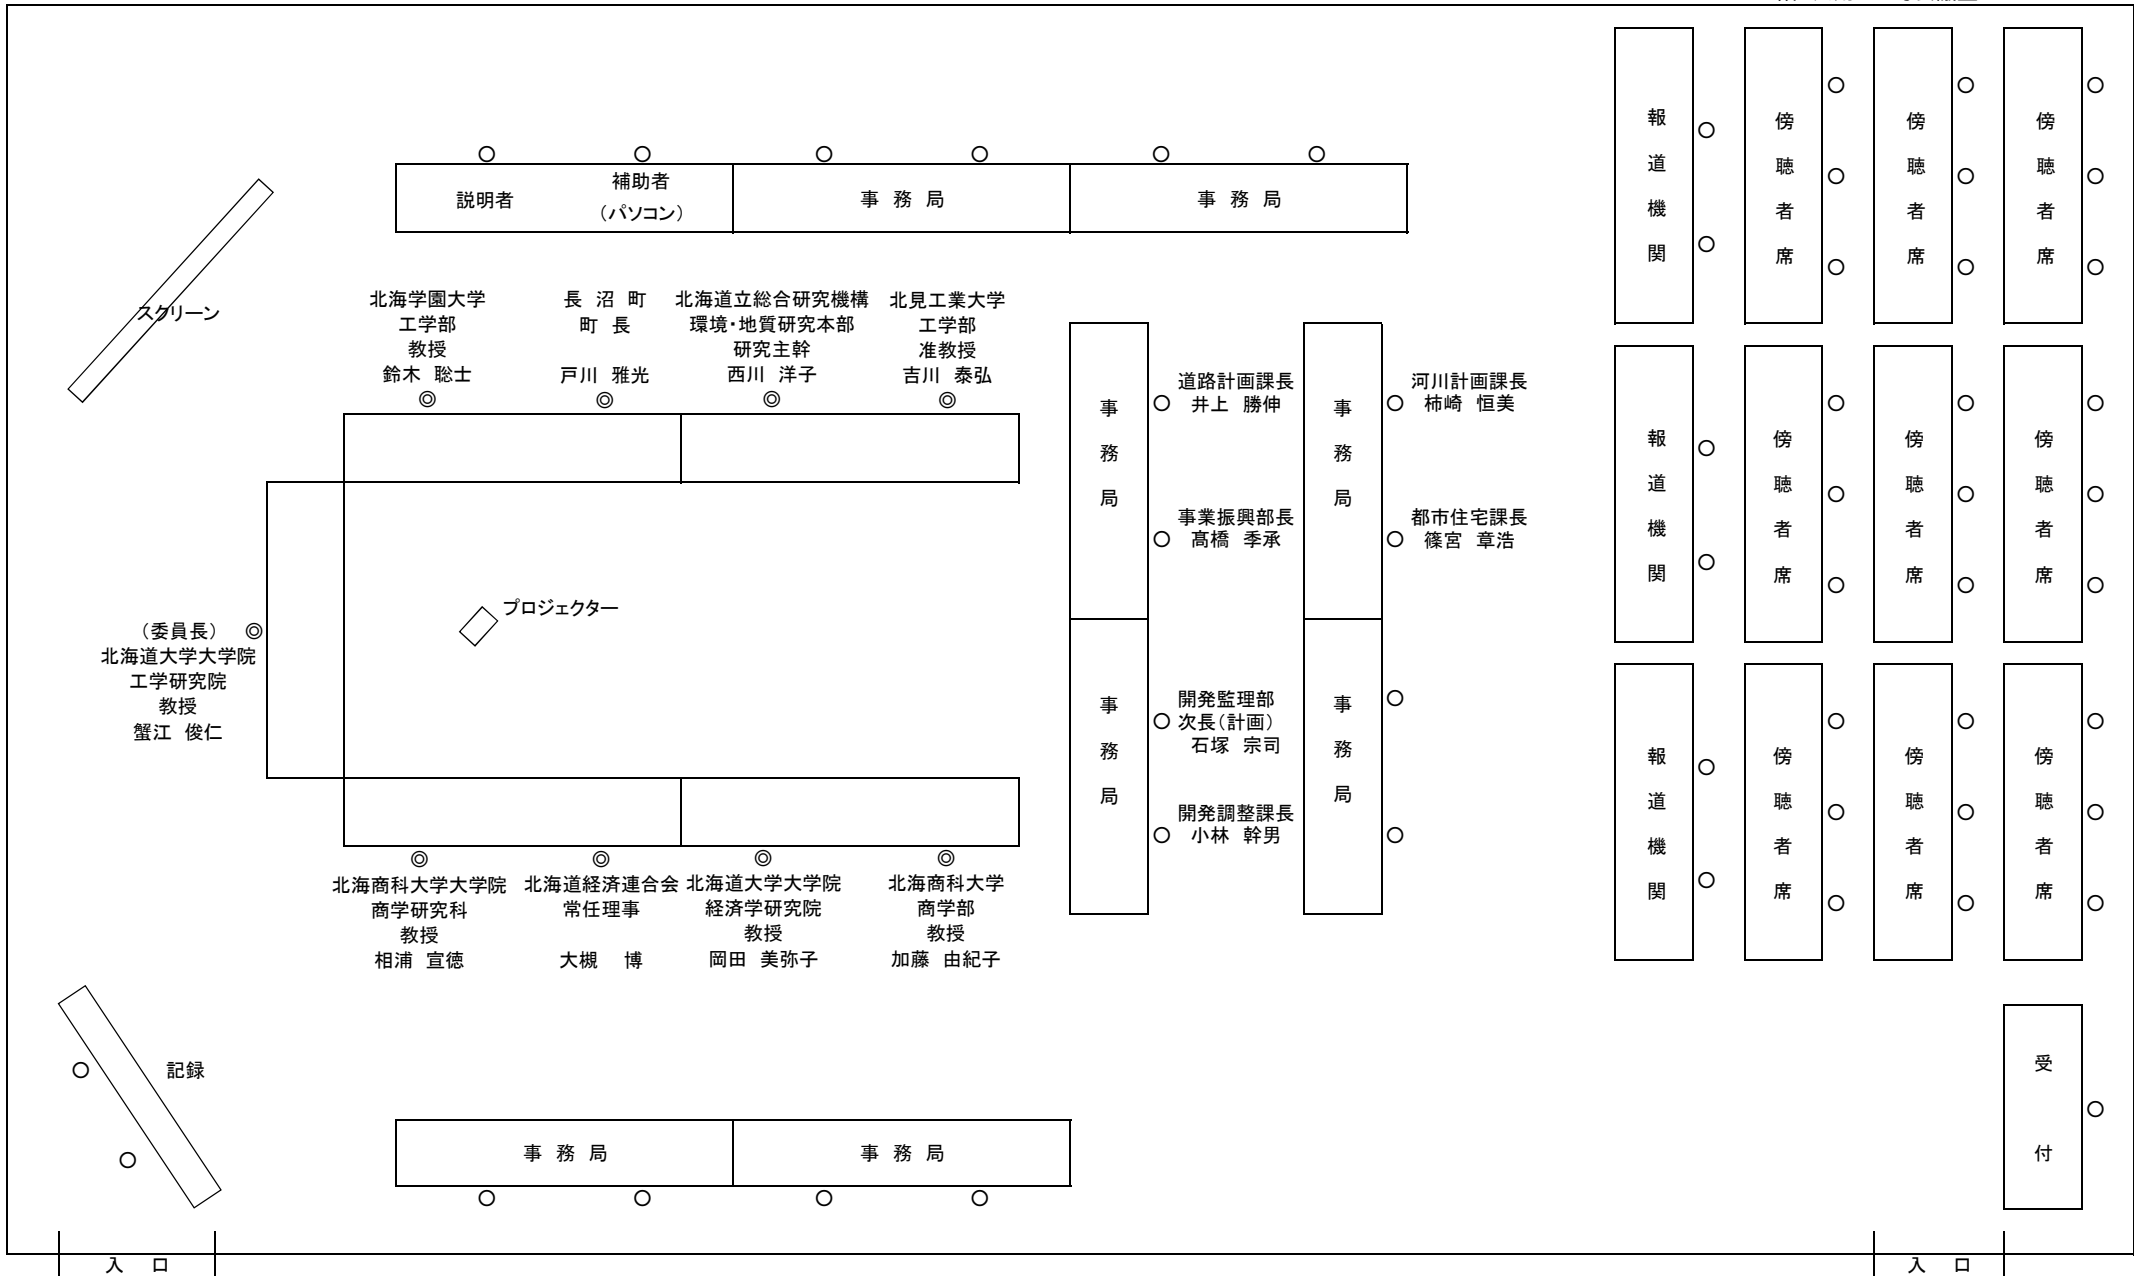 説明者
補助者
（パソコン）
事 務 局
事 務 局
スクリーン
北海学園大学
工学部
教授
鈴木 聡士
長 沼 町
町 長
戸川 雅光
北海道立総合研究機構
環境・地質研究本部
研究主幹
西川 洋子
北見工業大学
工学部
准教授
吉川 泰弘
プロジェクター
（委員長）
北海道大学大学院
工学研究院
教授
蟹江 俊仁
北海商科大学大学院
商学研究科
教授
相浦 宣徳
北海道経済連合会
常任理事
大槻 博
北海道大学大学院
経済学研究院
教授
岡田 美弥子
北海商科大学
商学部
教授
加藤 由紀子
事務局
道路計画課長
井上 勝伸
事業振興部長
髙橋 季承
事務局
河川計画課長
柿崎 恒美
都市住宅課長
篠宮 章浩
事務局
開発監理部
次長（計画）
石塚 宗司
開発調整課長
小林 幹男
事務局
報道機関
傍聴者席
傍聴者席
傍聴者席
報道機関
傍聴者席
傍聴者席
傍聴者席
報道機関
傍聴者席
傍聴者席
傍聴者席
記録
事 務 局
事 務 局
受付
入 口
入 口